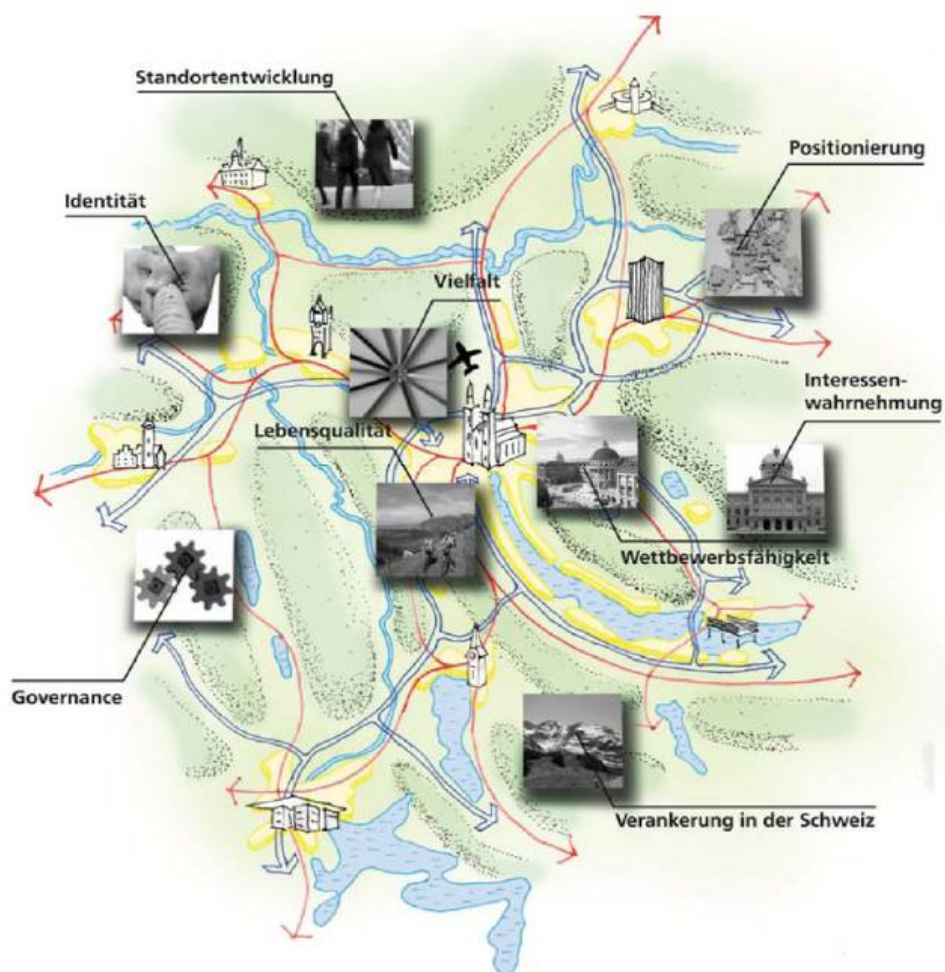 Standortentwicklung
Positionierung
Identität
Vielfalt
Interessen-
wahrnehmung
Lebensqualität
Wettbewerbsfähigkeit
Governance
Verankerung in der Schweiz